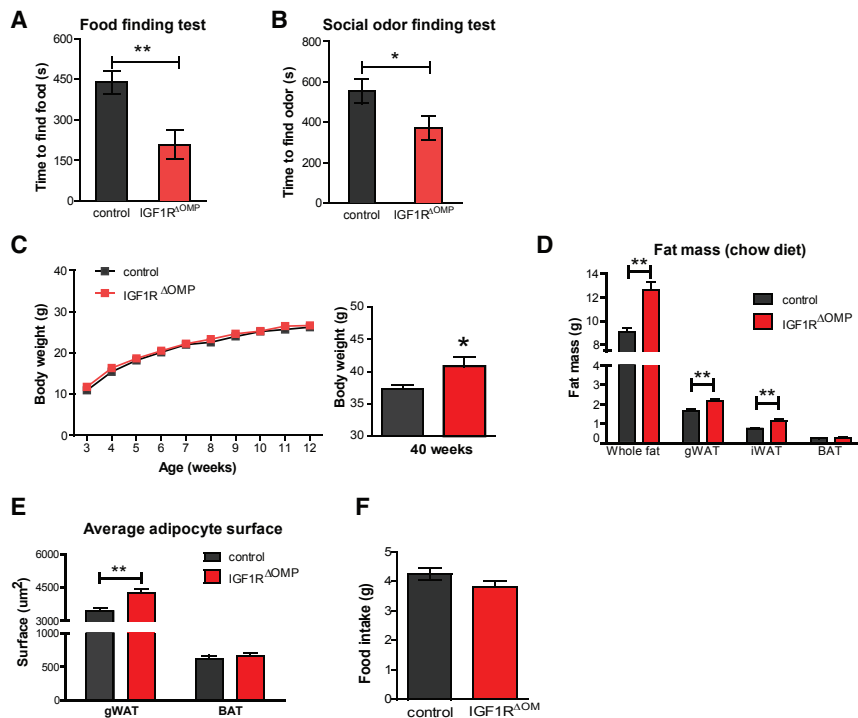 A
Food finding test
Time to find food (s)
600
450
300
150
0
**
control
IGF1RΔOMP
B
Social odor finding test
Time to find odor (s)
800
600
400
200
0
*
control
IGF1RΔOMP
C
control
IGF1RΔOMP
Body weight (g)
40
30
20
10
0
3 4 5 6 7 8 9 10 11 12
Age (weeks)
Body weight (g)
50
45
40
35
30
*
40 weeks
D
Fat mass (chow diet)
control
IGF1RΔOMP
Fat mass (g)
14
12
10
8
4
3
2
1
0
**
**
**
Whole fat gWAT iWAT BAT
E
Average adipocyte surface
control
IGF1RΔOMP
Surface (um2)
6000
4500
3000
1000
500
0
**
gWAT BAT
F
Food intake (g)
5
4
3
2
1
0
control
IGF1RΔOM